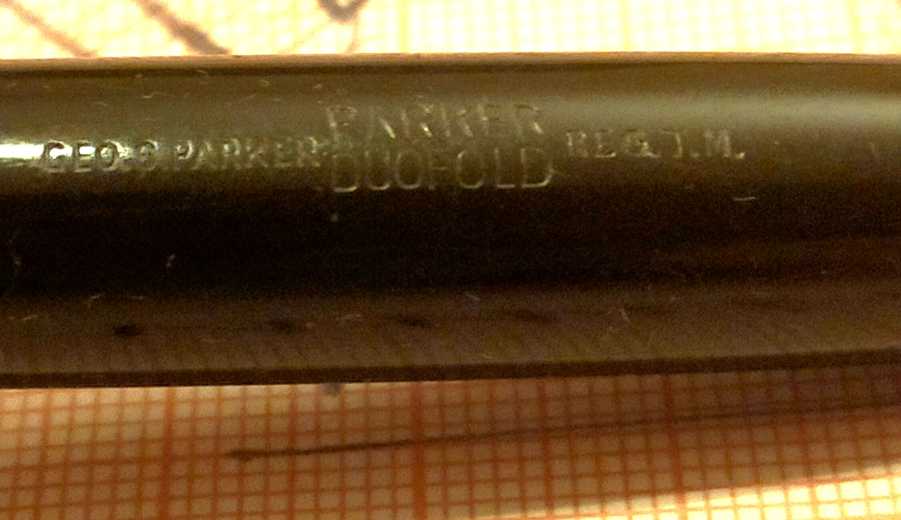 GEO.S.PARKER PARKER REG.T.M.
DUOFOLD